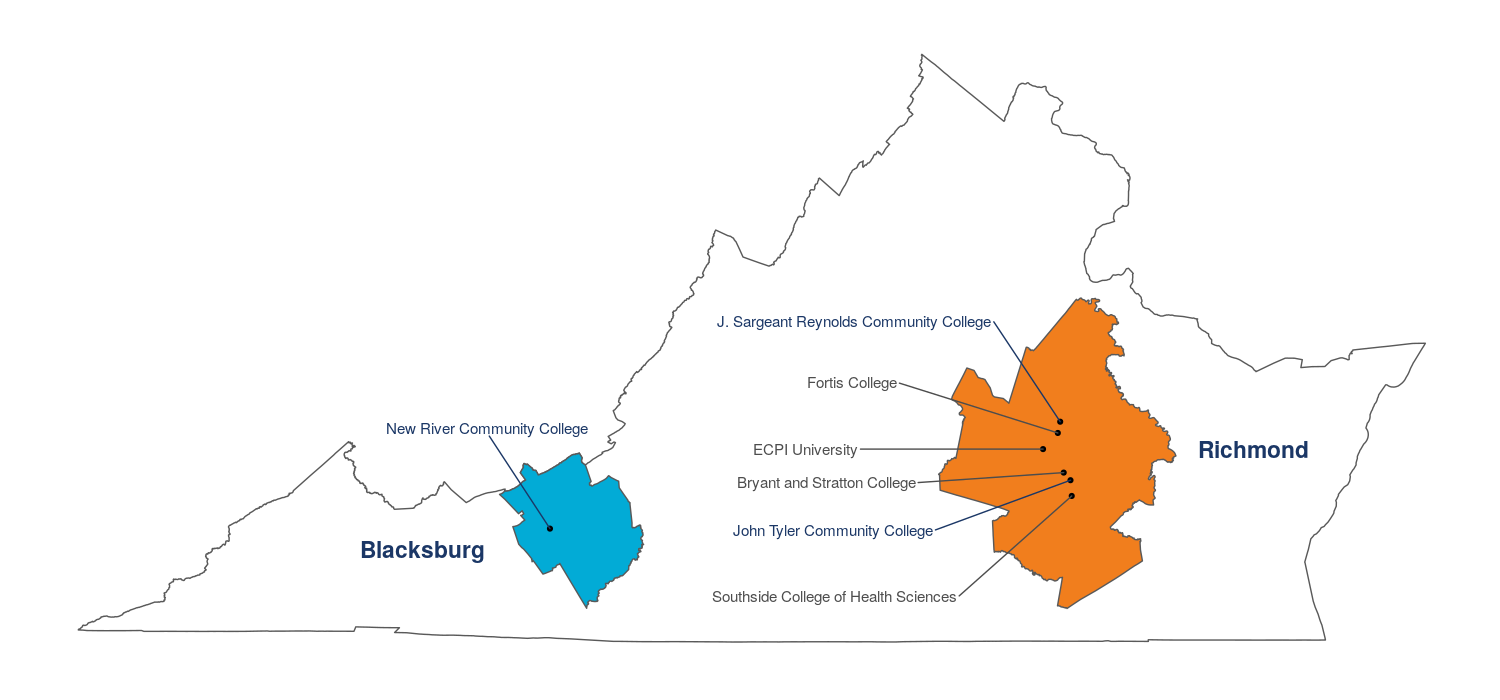 J. Sargeant Reynolds Community College
Fortis College
New River Community College
ECPI University
Richmond
Bryant and Stratton College
John Tyler Community College
Blacksburg
Southside College of Health Sciences